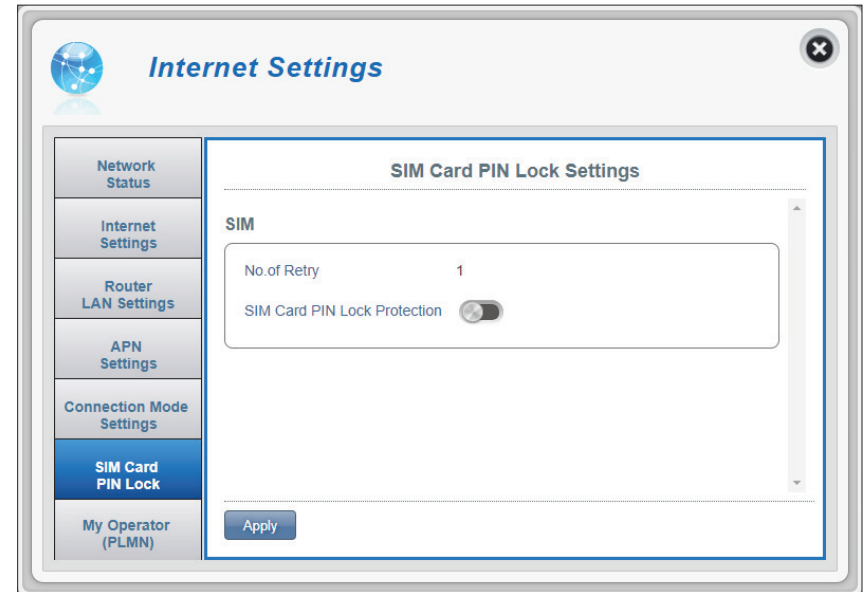 Internet Settings
Network
Status
Internet
Settings
Router
LAN Settings
APN
Settings
Connection Mode
Settings
SIM Card
PIN Lock
My Operator
(PLMN)
SIM Card PIN Lock Settings
SIM
No.of Retry 1
SIM Card PIN Lock Protection
Apply